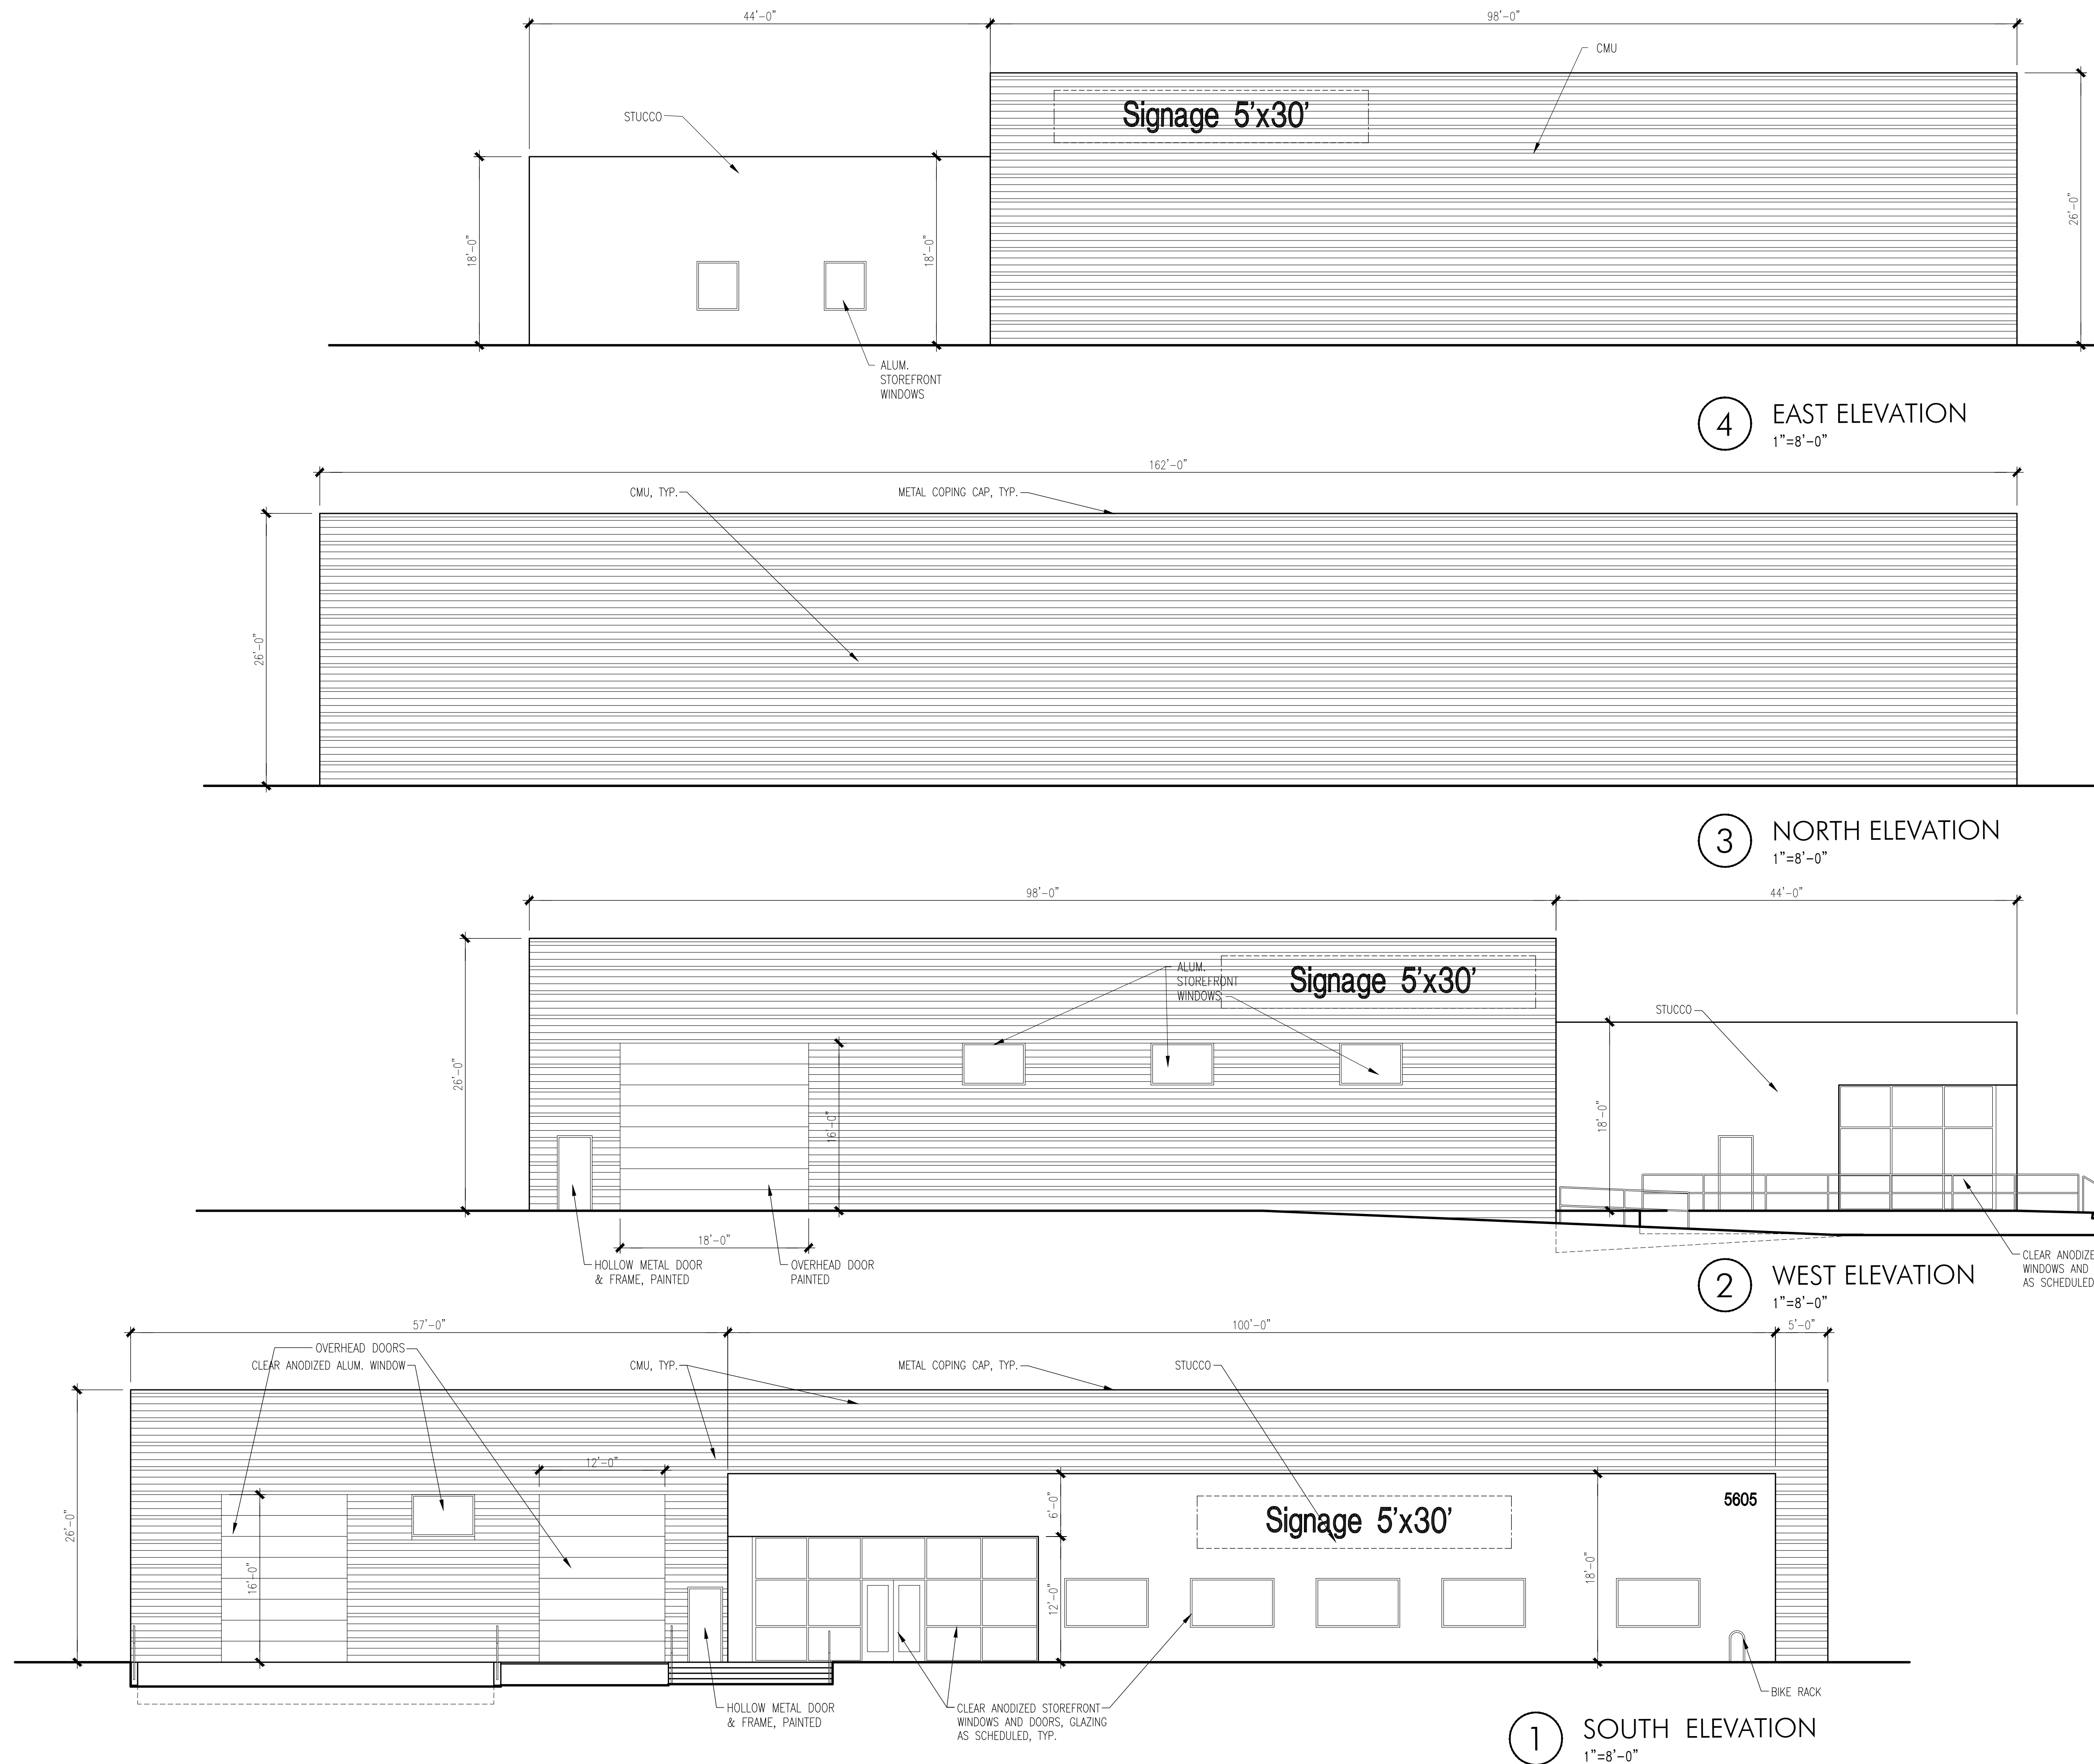 44'-0"
98'-0"
CMU
Signage 5'x30'
STUCCO
18'-0"
18'-0"
26'-0"
ALUM.
STOREFRONT
WINDOWS
4
EAST ELEVATION
1"=8'-0"
162'-0"
CMU, TYP.
METAL COPING CAP, TYP.
26'-0"
3
NORTH ELEVATION
1"=8'-0"
98'-0"
44'-0"
ALUM.
STOREFRONT
WINDOWS
Signage 5'x30'
STUCCO
26'-0"
16'-0"
18'-0"
18'-0"
HOLLOW METAL DOOR
& FRAME, PAINTED
OVERHEAD DOOR
PAINTED
CLEAR ANODIZE
WINDOWS AND
AS SCHEDULED
2
WEST ELEVATION
1"=8'-0"
57'-0"
100'-0"
5'-0"
OVERHEAD DOORS
CLEAR ANODIZED ALUM. WINDOW
CMU, TYP.
METAL COPING CAP, TYP.
STUCCO
12'-0"
26'-0"
16'-0"
6'-0"
12'-0"
Signage 5'x30'
18'-0"
5605
HOLLOW METAL DOOR
& FRAME, PAINTED
CLEAR ANODIZED STOREFRONT
WINDOWS AND DOORS, GLAZING
AS SCHEDULED, TYP.
BIKE RACK
1
SOUTH ELEVATION
1"=8'-0"